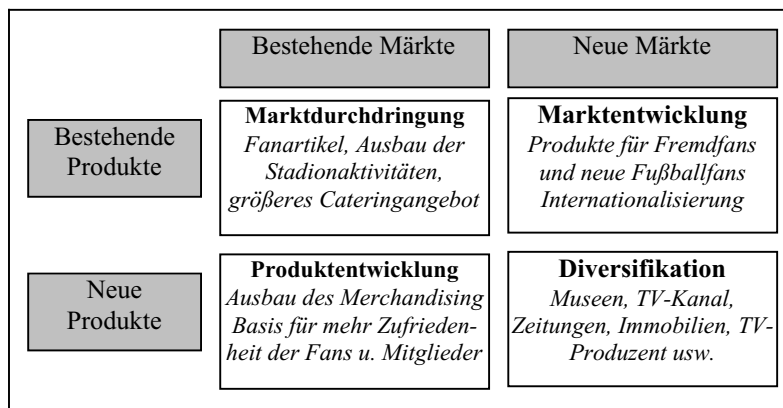 Bestehende Märkte
Neue Märkte
Bestehende
Produkte
Marktdurchdringung
Fanartikel, Ausbau der
Stadionaktivitäten,
größeres Cateringangebot
Marktentwicklung
Produkte für Fremdfans
und neue Fußballfans
Internationalisierung
Neue
Produkte
Produktentwicklung
Ausbau des Merchandising
Basis für mehr Zufrieden-
heit der Fans u. Mitglieder
Diversifikation
Museen, TV-Kanal,
Zeitungen, Immobilien, TV-
Produzent usw.